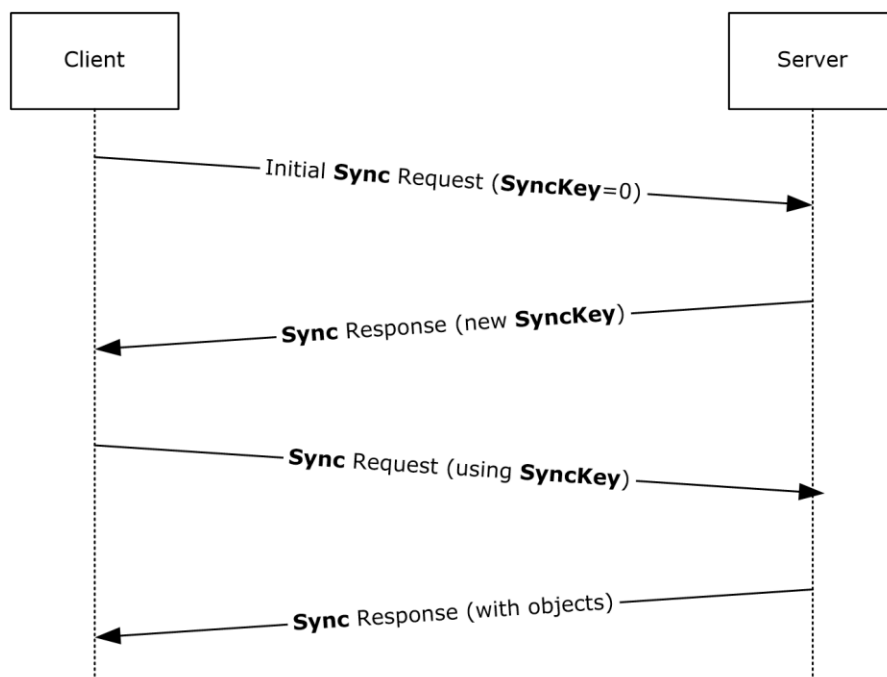 Client
Server
Initial Sync Request (SyncKey=0)
Sync Response (new SyncKey)
Sync Request (using SyncKey)
Sync Response (with objects)